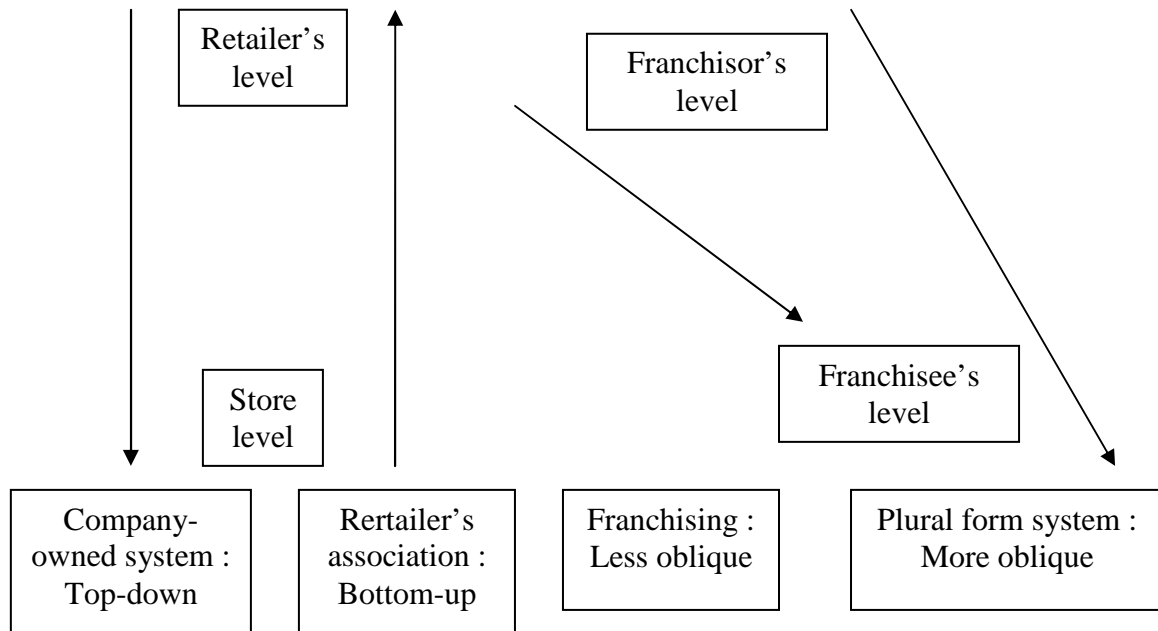 Retailer’s
level
Franchisor’s
level
Store
level
Franchisee’s
level
Company-
owned system :
Top-down
Rertailer’s
association :
Bottom-up
Franchising :
Less oblique
Plural form system :
More oblique